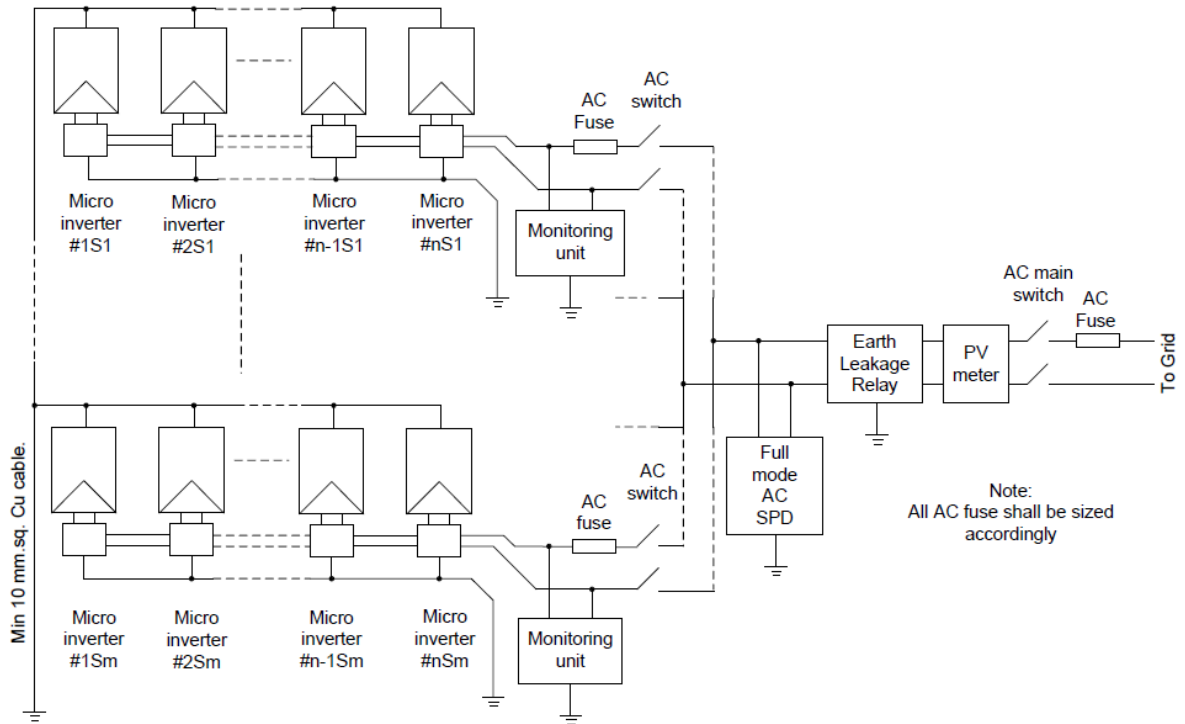 AC
switch
AC
Fuse
Micro
inverter
#1S1
Micro
inverter
#2S1
Micro
inverter
#n-1S1
Micro
inverter
#nS1
Monitoring
unit
AC main
switch
AC
Fuse
Earth
Leakage
Relay
PV
meter
To Grid
Min 10 mm.sq. Cu cable.
AC
switch
AC
fuse
Full
mode
AC
SPD
Note:
All AC fuse shall be sized
accordingly
Micro
inverter
#1Sm
Micro
inverter
#2Sm
Micro
inverter
#n-1Sm
Micro
inverter
#nSm
Monitoring
unit